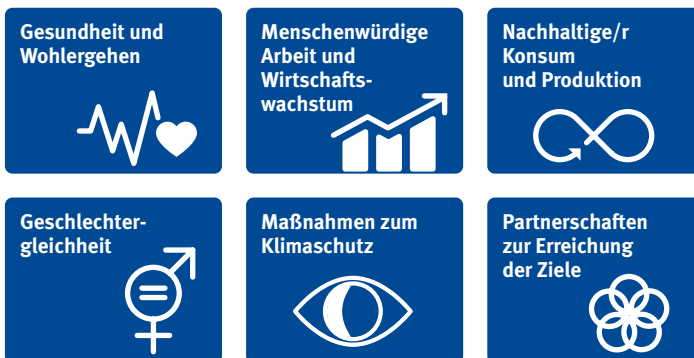 Gesundheit und
Wohlergehen
Menschenwürdige
Arbeit und
Wirtschafts-
wachstum
Nachhaltige/r
Konsum
und Produktion
Geschlechter-
gleichheit
Maßnahmen zum
Klimaschutz
Partnerschaften
zur Erreichung
der Ziele